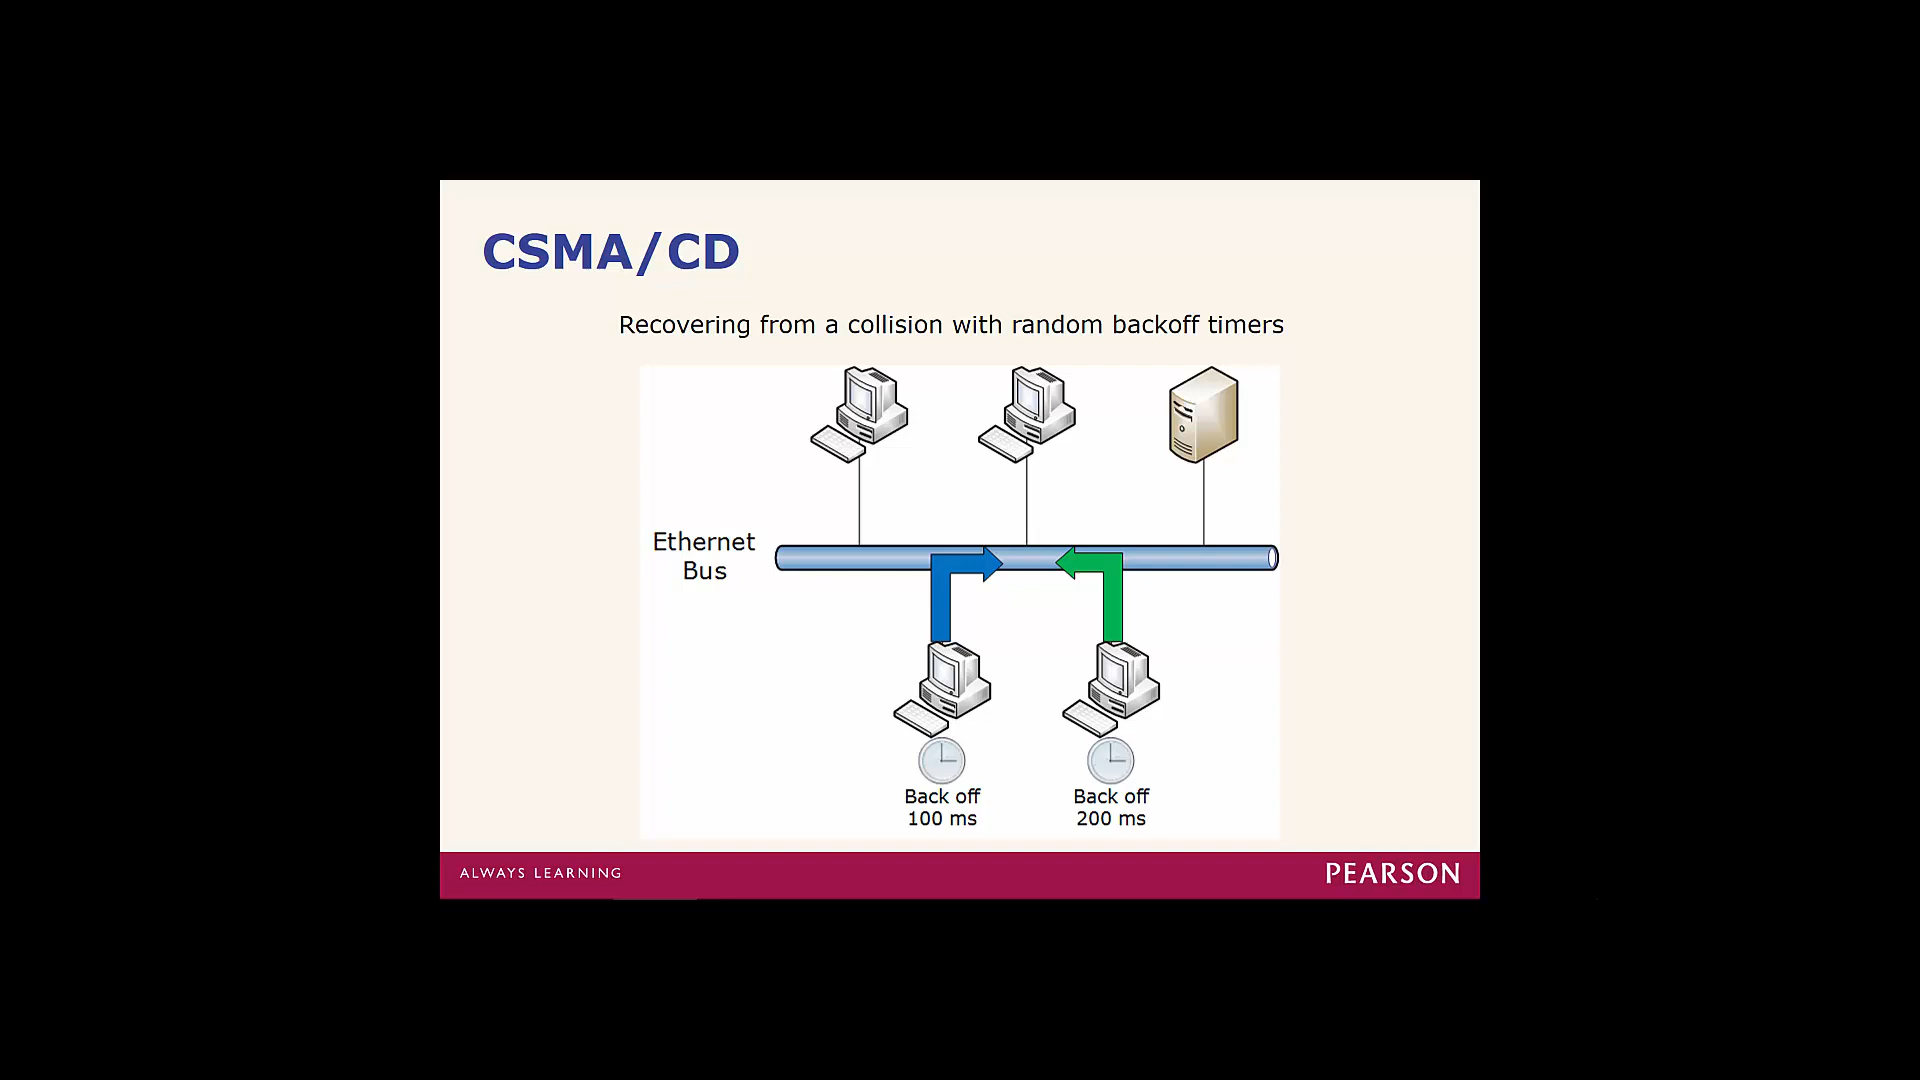 CSMA/CD
Recovering from a collision with random backoff timers
Ethernet
Bus
Back off
100 ms
Back off
200 ms
ALWAYS LEARNING
PEARSON